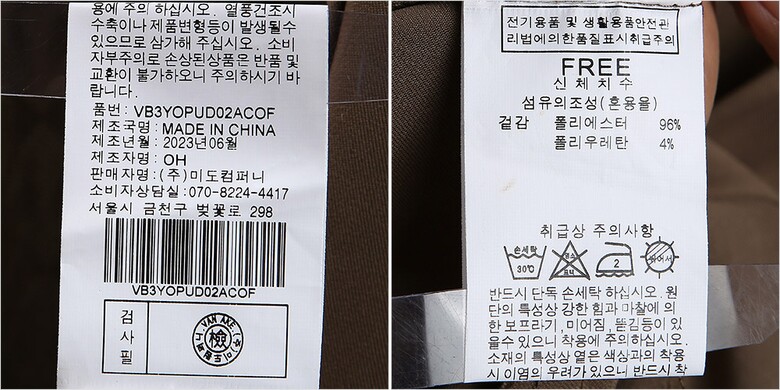 용에 주의 하십시오. 열풍건조시
수축이나 제품변형등이 발생될수
있으므로 삼가해 주십시오. 소비
자부주의로 손상된상품은 반품 및
교환이 불가하오니 주의하시기 바
랍니다.
품번: VB3YOPUD02ACOF
제조국명: MADE IN CHINA
제조년월: 2023년06월
제조자명: OH
판매자명: (주)미도컴퍼니
소비자상담실: 070-8224-4417
서울시 금천구 벚꽃로 298
VB3YOPUD02ACOF
검사필
VAN AKE
檢
전기용품 및 생활용품안전관
리법에의한품질표시취급주의
FREE
신체치수
섬유의조성(혼용율)
겉감 폴리에스터 96%
폴리우레탄 4%
취급상 주의사항
손세탁
30℃
염소
표백
2
드라이
반드시 단독 손세탁 하십시오. 원
단의 특성상 강한 힘과 마찰에 의
한 보프라기, 미어짐, 뜯김등이 있
을수 있으니 착용에 주의하십시오.
소재의 특성상 옅은 색상과의 착용
시 이염의 우려가 있으니 반드시 착